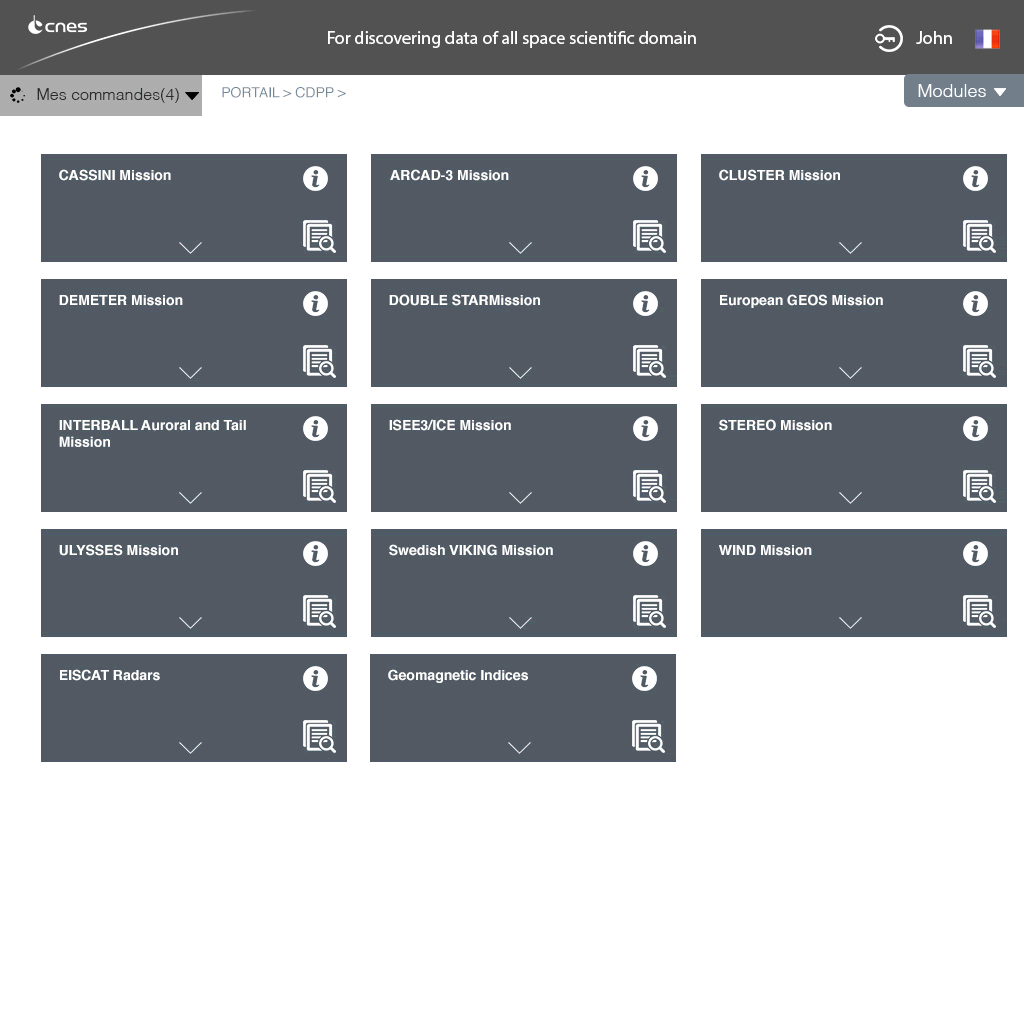 cnes
For discovering data of all space scientific domain
John
Mes commandes(4)
PORTAIL > CDPP >
Modules
CASSINI Mission
ARCAD-3 Mission
CLUSTER Mission
DEMETER Mission
DOUBLE STARMission
European GEOS Mission
INTERBALL Auroral and Tail
Mission
ISEE3/ICE Mission
STEREO Mission
ULYSSES Mission
Swedish VIKING Mission
WIND Mission
EISCAT Radars
Geomagnetic Indices